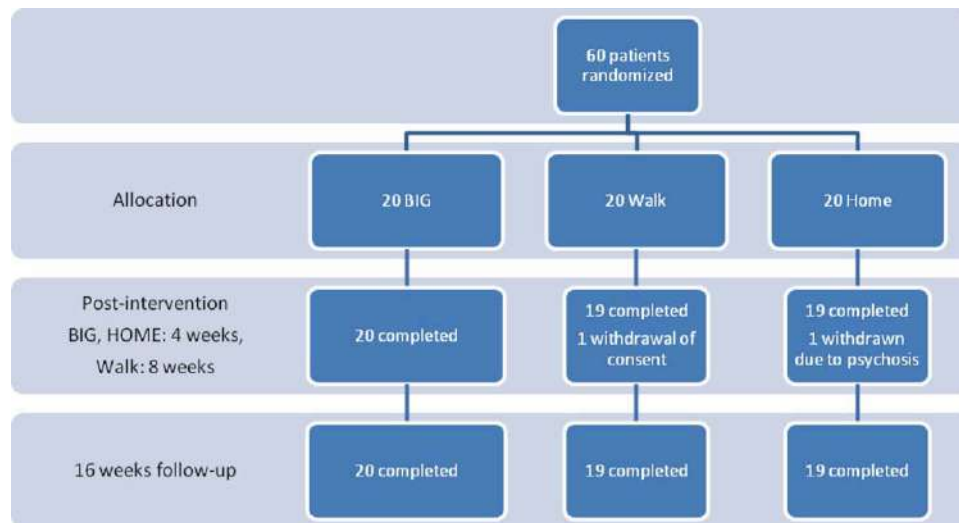 60 patients
randomized
Allocation
20 BIG
20 Walk
20 Home
Post-intervention
BIG, HOME: 4 weeks,
Walk: 8 weeks
20 completed
19 completed
1 withdrawal of
consent
19 completed
1 withdrawn
due to psychosis
16 weeks follow-up
20 completed
19 completed
19 completed